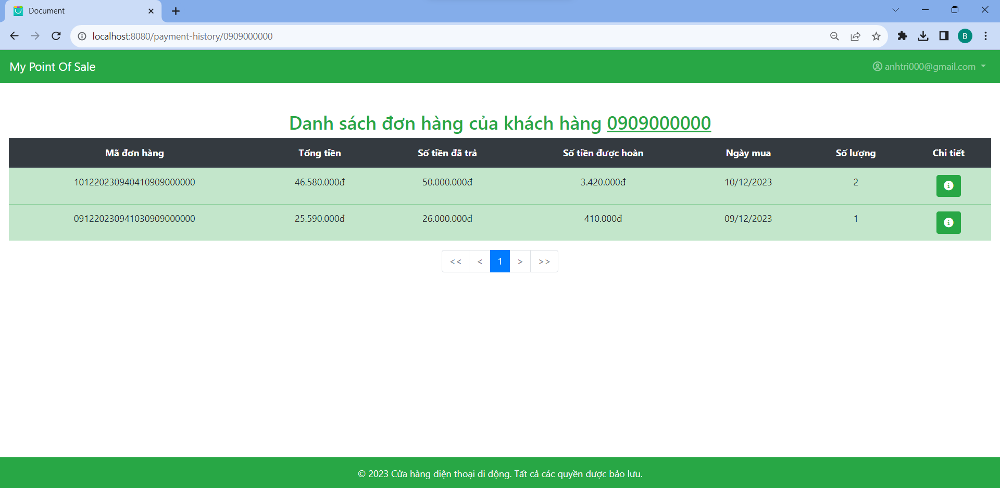 Document
localhost:8080/payment-history/0909000000
B
My Point Of Sale
anhtri000@gmail.com
Danh sách đơn hàng của khách hàng 0909000000
Mã đơn hàng Tổng tiền Số tiền đã trả Số tiền được hoàn Ngày mua Số lượng Chi tiết
101220230940410909000000 46.580.000đ 50.000.000đ 3.420.000đ 10/12/2023 2
091220230941030909000000 25.590.000đ 26.000.000đ 410.000đ 09/12/2023 1
<< < 1 > >>
© 2023 Cửa hàng điện thoại di động. Tất cả các quyền được bảo lưu.